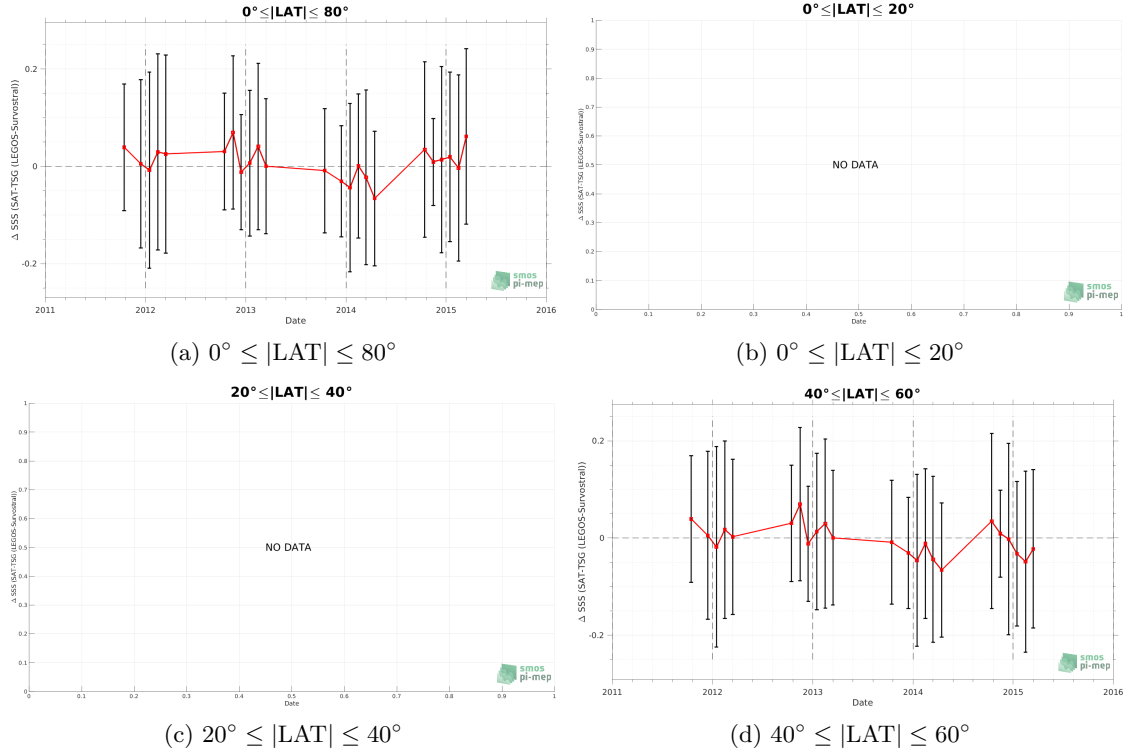 0°≤|LAT|≤ 80°
Δ SSS (SAT-TSG (LEGOS-Survostral))
0.2
0
-0.2
2011 2012 2013 2014 2015 2016
Date
smos
pi-mep
(a) 0° ≤ |LAT| ≤ 80°
0°≤|LAT|≤ 20°
Δ SSS (SAT-TSG (LEGOS-Survostral))
1
0.9
0.8
0.7
0.6
0.5
0.4
0.3
0.2
0.1
0
NO DATA
0 0.1 0.2 0.3 0.4 0.5 0.6 0.7 0.8 0.9 1
Date
smos
pi-mep
(b) 0° ≤ |LAT| ≤ 20°
20°≤|LAT|≤ 40°
Δ SSS (SAT-TSG (LEGOS-Survostral))
1
0.9
0.8
0.7
0.6
0.5
0.4
0.3
0.2
0.1
0
NO DATA
0 0.1 0.2 0.3 0.4 0.5 0.6 0.7 0.8 0.9 1
Date
smos
pi-mep
(c) 20° ≤ |LAT| ≤ 40°
40°≤|LAT|≤ 60°
Δ SSS (SAT-TSG (LEGOS-Survostral))
0.2
0
-0.2
2011 2012 2013 2014 2015 2016
Date
smos
pi-mep
(d) 40° ≤ |LAT| ≤ 60°